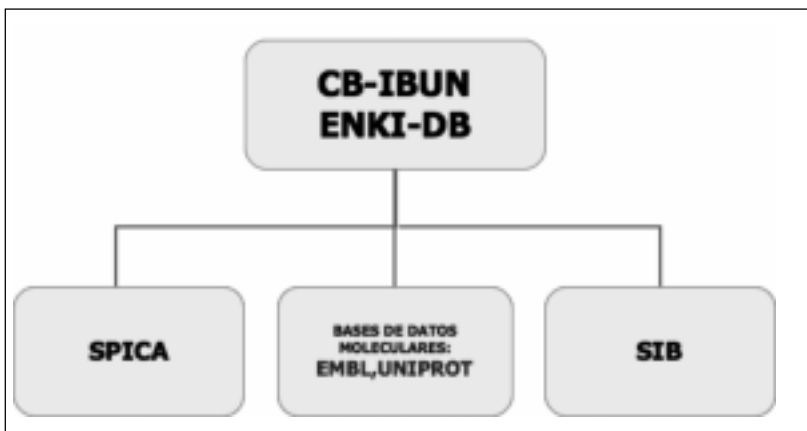 CB-IBUN
ENKI-DB
SPICA
BASES DE DATOS
MOLECULARES:
EMBL,UNIPROT
SIB